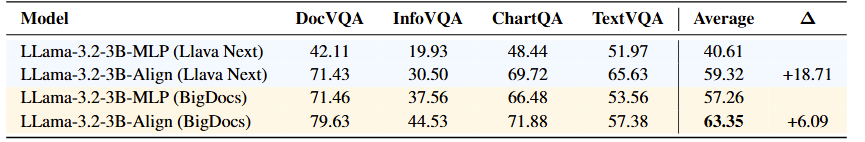 Model DocVQA InfoVQA ChartQA TextVQA Average Δ
LLama-3.2-3B-MLP (Llava Next) 42.11 19.93 48.44 51.97 40.61
LLama-3.2-3B-Align (Llava Next) 71.43 30.50 69.72 65.63 59.32 +18.71
LLama-3.2-3B-MLP (BigDocs) 71.46 37.56 66.48 53.56 57.26
LLama-3.2-3B-Align (BigDocs) 79.63 44.53 71.88 57.38 63.35 +6.09